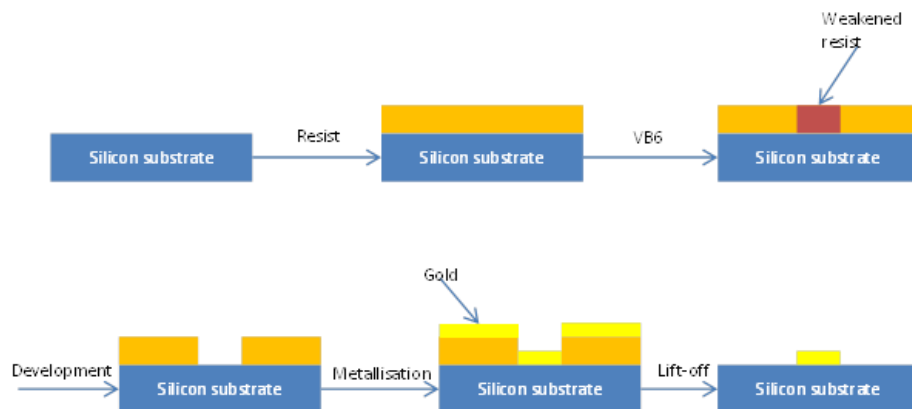 Weakened
resist
Resist
VB6
Silicon substrate
Silicon substrate
Silicon substrate
Gold
Development
Metallisation
Lift-off
Silicon substrate
Silicon substrate
Silicon substrate